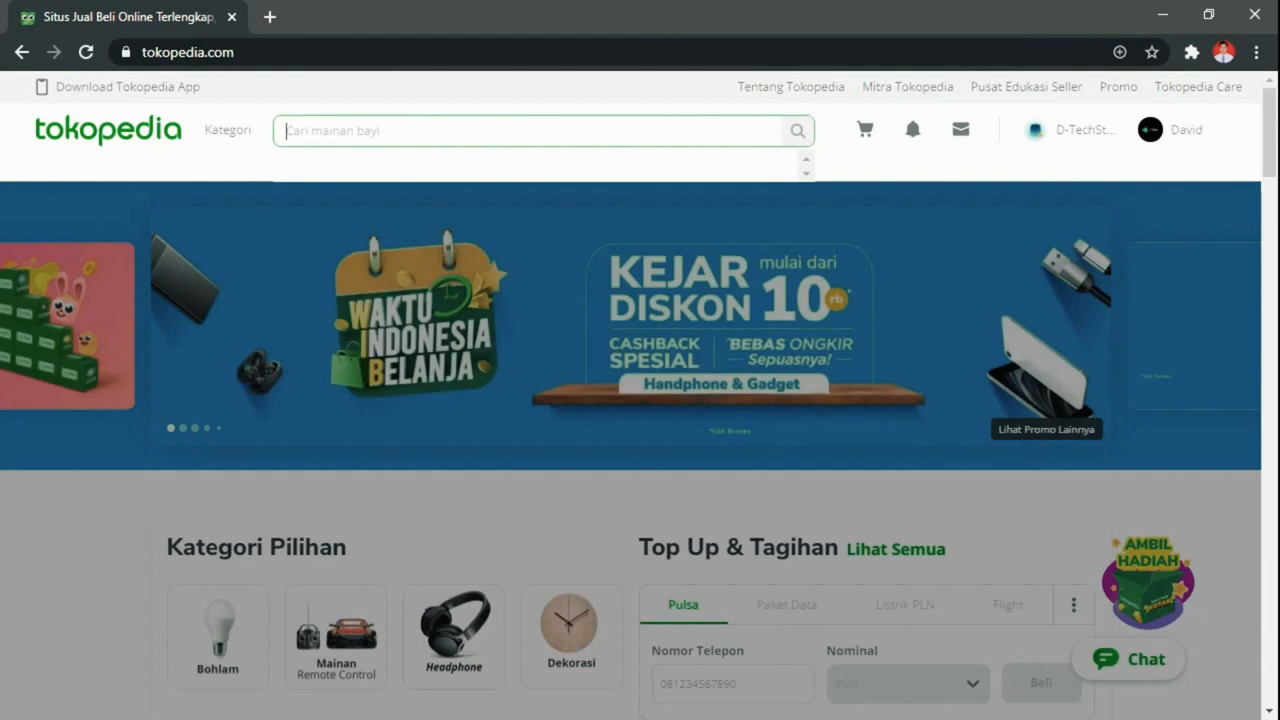 Situs Jual Beli Online Terlengkap,
tokopedia.com
Download Tokopedia App
Tentang Tokopedia
Mitra Tokopedia
Pusat Edukasi Seller
Promo
Tokopedia Care
tokopedia
Kategori
Cari mainan bayi
D-TechSt...
David
WAKTU
INDONESIA
BELANJA
KEJAR
DISKON
mulai dari
10rb*
CASHBACK
SPESIAL
BEBAS ONGKIR
Sepuasnya!
Handphone & Gadget
Lihat Promo Lainnya
Kategori Pilihan
Top Up & Tagihan Lihat Semua
AMBIL
HADIAH
Pulsa
Paket Data
Listrik PLN
Flight
Bohlam
Mainan
Remote Control
Headphone
Dekorasi
Nomor Telepon
Nominal
081234567890
Beli
Chat